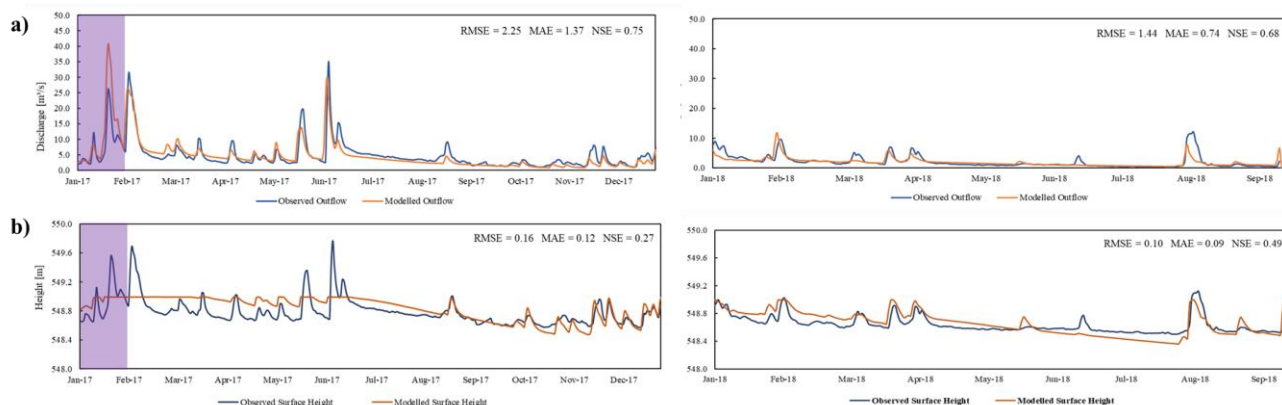 a)
50.0
45.0
40.0
35.0
30.0
25.0
20.0
15.0
10.0
5.0
0.0
Discharge [m³/s]
RMSE = 2.25 MAE = 1.37 NSE = 0.75
Jan-17 Feb-17 Mar-17 Apr-17 May-17 Jun-17 Jul-17 Aug-17 Sep-17 Oct-17 Nov-17 Dec-17
Observed Outflow Modelled Outflow
50.0
40.0
30.0
20.0
10.0
0.0
RMSE = 1.44 MAE = 0.74 NSE = 0.68
Jan-18 Feb-18 Mar-18 Apr-18 May-18 Jun-18 Jul-18 Aug-18 Sep-18
Observed Outflow Modelled Outflow
b)
550.0
549.6
549.2
548.8
548.4
548.0
Height [m]
RMSE = 0.16 MAE = 0.12 NSE = 0.27
Jan-17 Feb-17 Mar-17 Apr-17 May-17 Jun-17 Jul-17 Aug-17 Sep-17 Oct-17 Nov-17 Dec-17
Observed Surface Height Modelled Surface Height
550.0
549.6
549.2
548.8
548.4
548.0
RMSE = 0.10 MAE = 0.09 NSE = 0.49
Jan-18 Feb-18 Mar-18 Apr-18 May-18 Jun-18 Jul-18 Aug-18 Sep-18
Observed Surface Height Modelled Surface Height